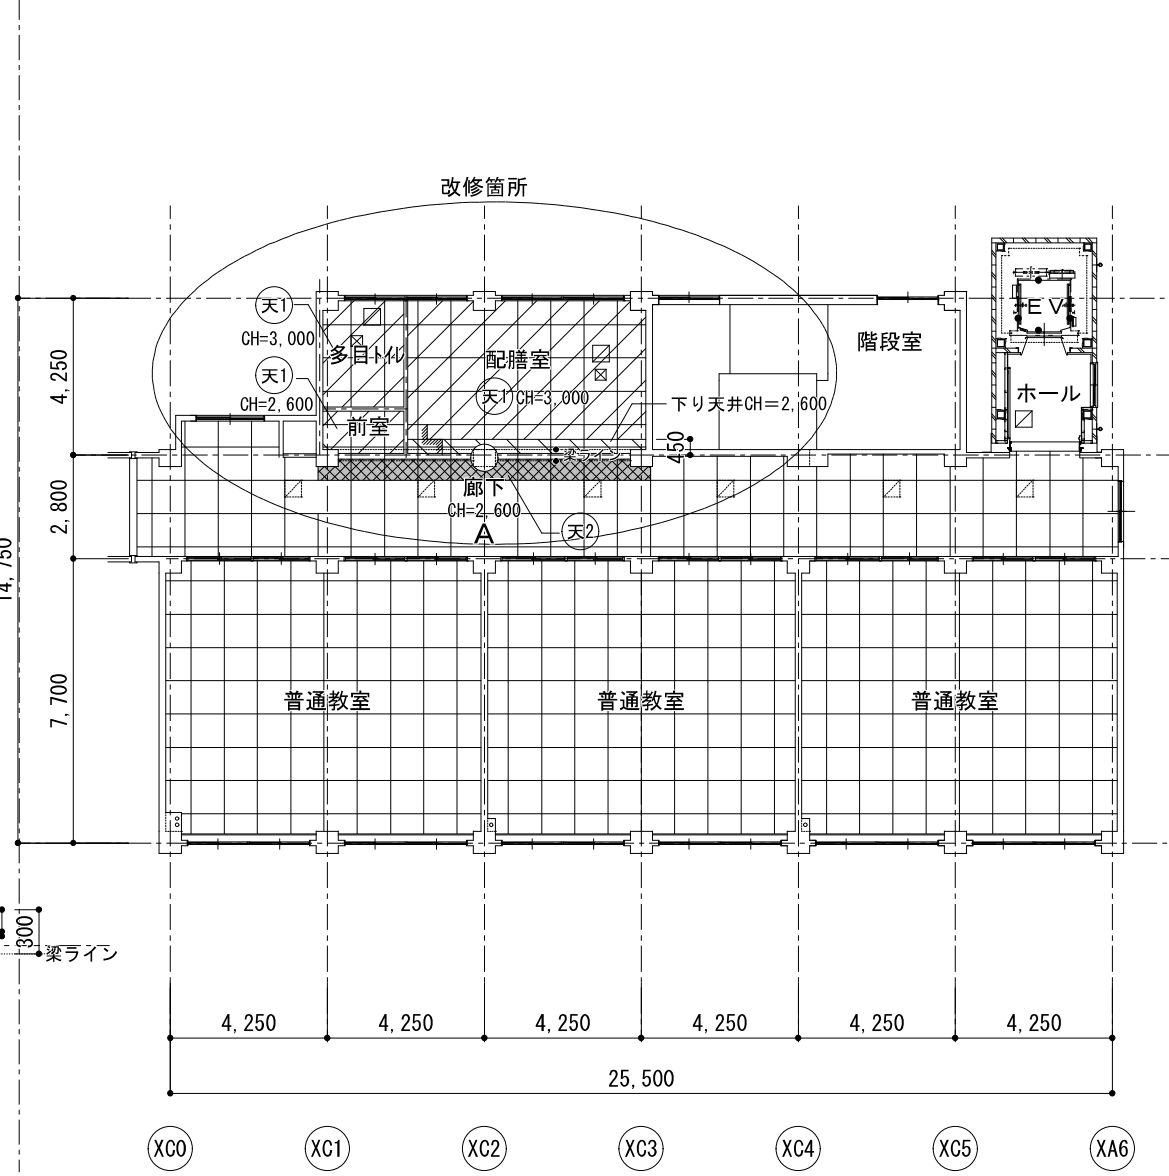 改修箇所
天1
CH=3,000
多目トイレ
天1
CH=2,600
前室
配膳室
天1 CH=3,000
下り天井CH=2,600
450
梁ライン
階段室
EV
ホール
廊下
CH=2,600
A
天2
4,250
2,800
7,700
14,750
普通教室
普通教室
普通教室
300
梁ライン
4,250
4,250
4,250
4,250
4,250
4,250
25,500
XC0
XC1
XC2
XC3
XC4
XC5
XA6